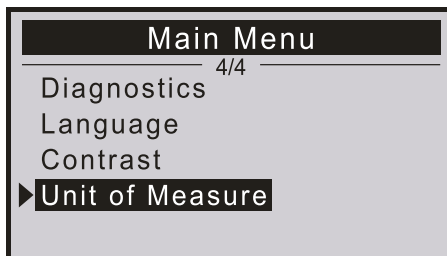 Main Menu
4/4
Diagnostics
Language
Contrast
Unit of Measure